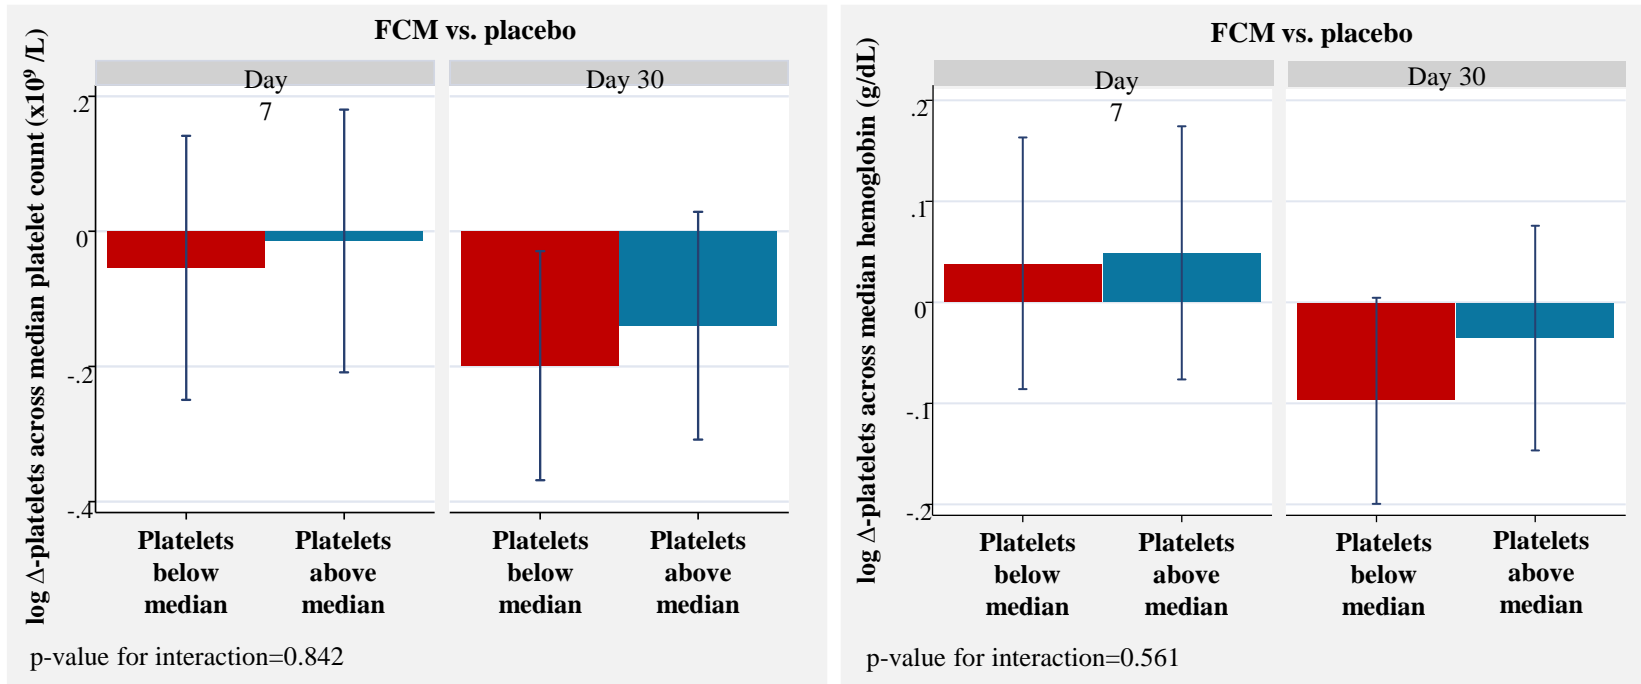 FCM vs. placebo
log Δ-platelets across median platelet count (x10⁹ /L)
Day
7
Day 30
.2
0
-.2
-.4
Platelets
below
median
Platelets
above
median
Platelets
below
median
Platelets
above
median
p-value for interaction=0.842
FCM vs. placebo
log Δ-platelets across median hemoglobin (g/dL)
Day
7
Day 30
.2
.1
0
-.1
-.2
Platelets
below
median
Platelets
above
median
Platelets
below
median
Platelets
above
median
p-value for interaction=0.561